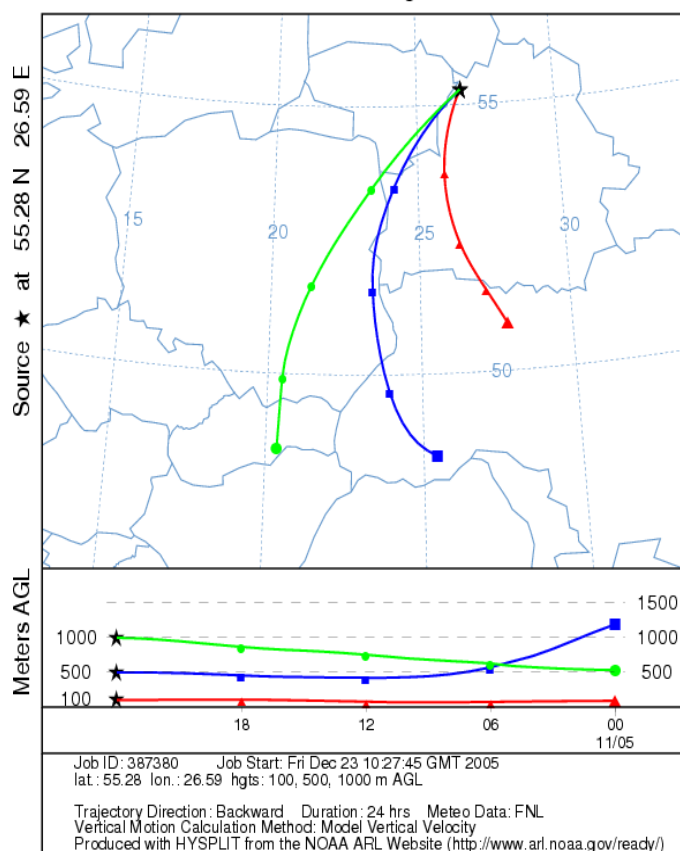 Source ★ at 55.28 N 26.59 E
55
15
20
25
30
50
Meters AGL
1500
1000
1000
500
500
100
18
12
06
00
11/05
Job ID: 387380 Job Start: Fri Dec 23 10:27:45 GMT 2005
lat.: 55.28 lon.: 26.59 hgts: 100, 500, 1000 m AGL
Trajectory Direction: Backward Duration: 24 hrs Meteo Data: FNL
Vertical Motion Calculation Method: Model Vertical Velocity
Produced with HYSPLIT from the NOAA ARL Website (http://www.arl.noaa.gov/ready/)